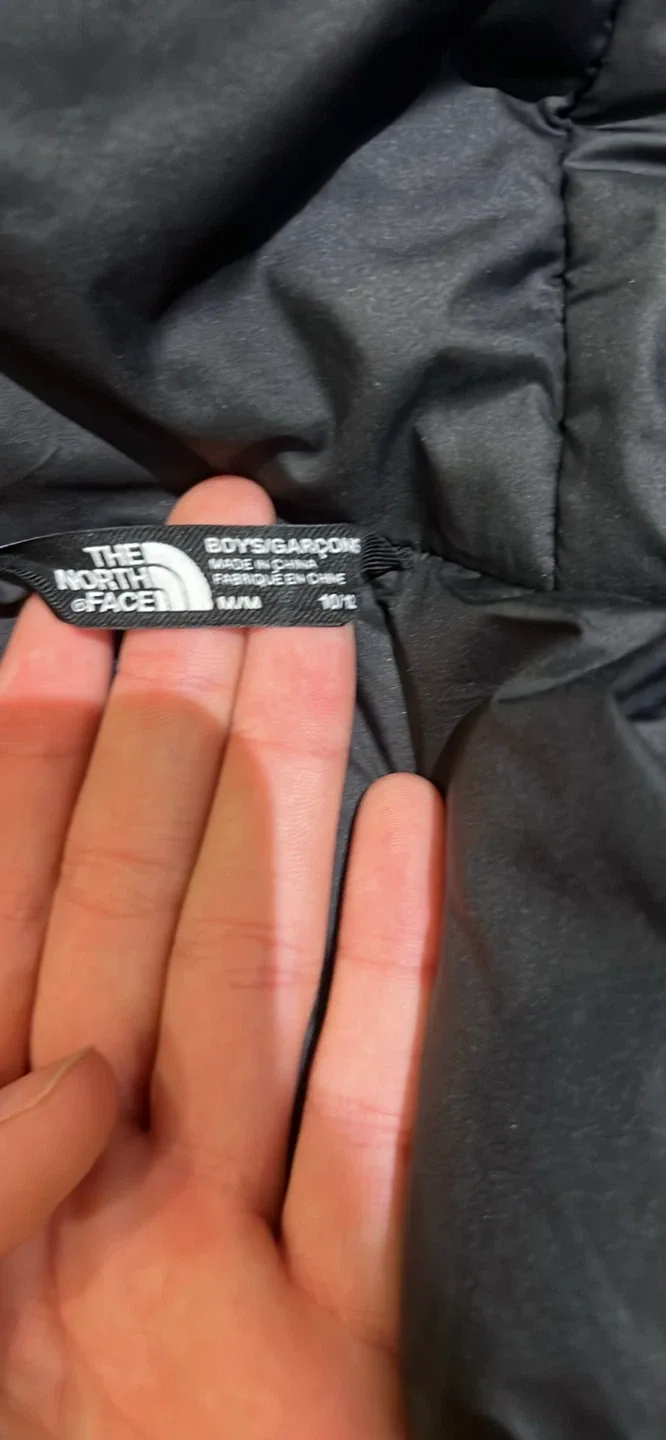 THE
NORTH
FACE
BOYS/GARÇONS
MADE IN CHINA
FABRIQUÉ EN CHINE
M/M 10/12